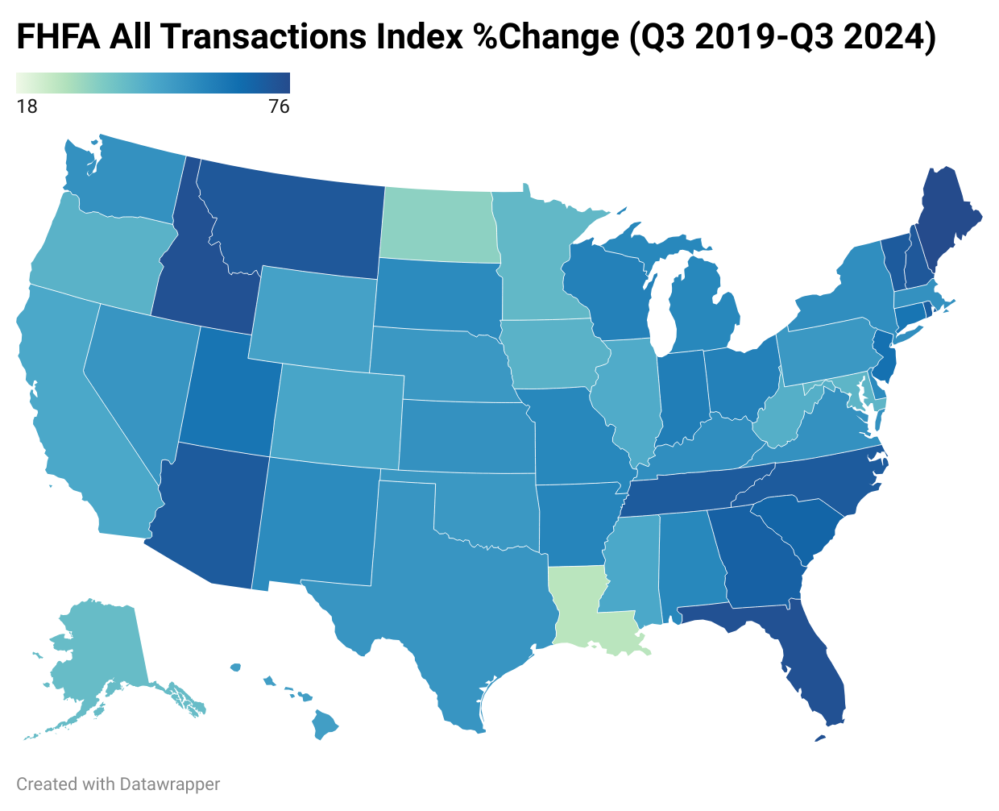 FHFA All Transactions Index %Change (Q3 2019-Q3 2024)
18 76
Created with Datawrapper